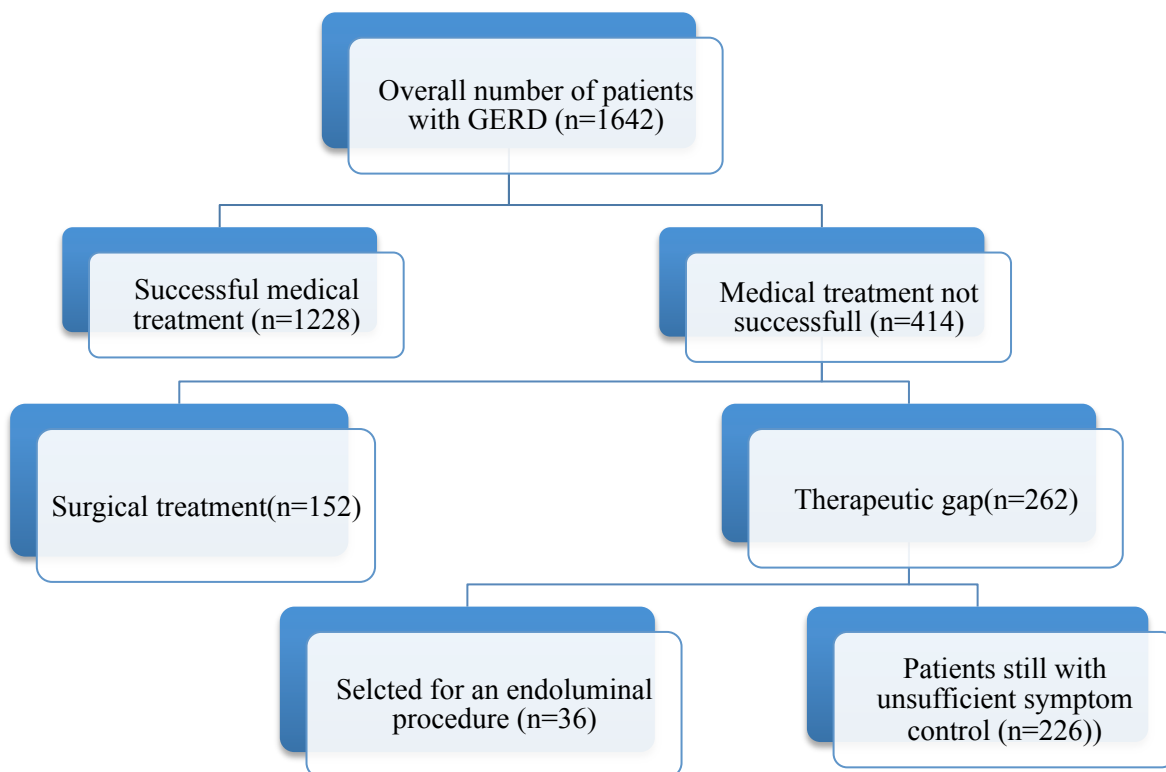 Overall number of patients
with GERD (n=1642)
Successful medical
treatment (n=1228)
Medical treatment not
successfull (n=414)
Surgical treatment(n=152)
Therapeutic gap(n=262)
Selcted for an endoluminal
procedure (n=36)
Patients still with
unsufficient symptom
control (n=226))